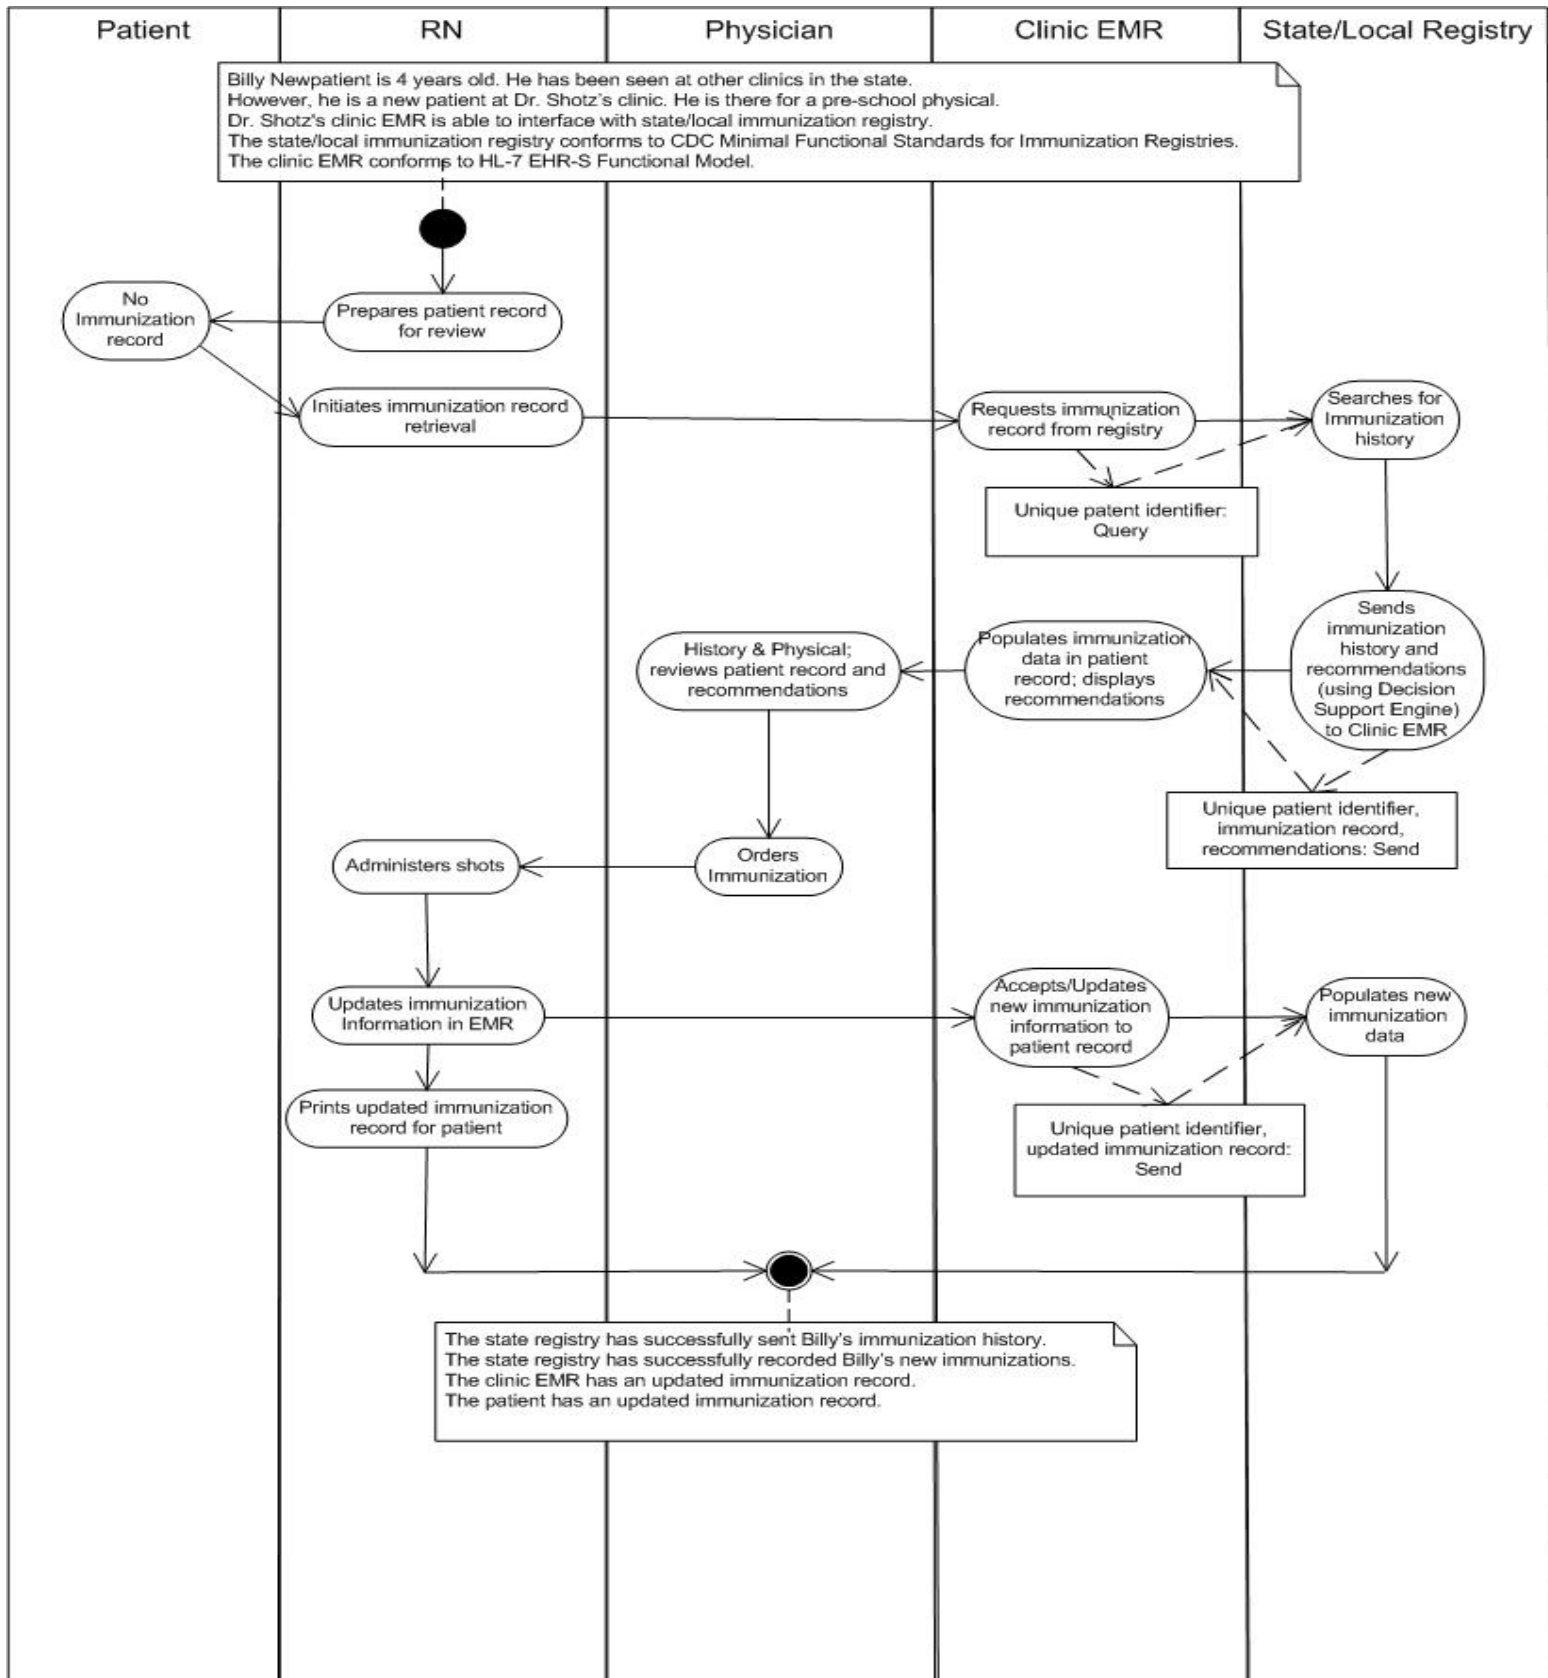 Patient
RN
Physician
Clinic EMR
State/Local Registry
Billy Newpatient is 4 years old. He has been seen at other clinics in the state.
However, he is a new patient at Dr. Shotz's clinic. He is there for a pre-school physical.
Dr. Shotz's clinic EMR is able to interface with state/local immunization registry.
The state/local immunization registry conforms to CDC Minimal Functional Standards for Immunization Registries.
The clinic EMR conforms to HL-7 EHR-S Functional Model.
No
Immunization
record
Prepares patient record
for review
Initiates immunization record
retrieval
Requests immunization
record from registry
Searches for
Immunization
history
Unique patent identifier:
Query
Sends
immunization
history and
recommendations
(using Decision
Support Engine)
to Clinic EMR
Populates immunization
data in patient
record; displays
recommendations
History & Physical;
reviews patient record and
recommendations
Unique patient identifier,
immunization record,
recommendations: Send
Orders
Immunization
Administers shots
Updates immunization
Information in EMR
Accepts/Updates
new immunization
information to
patient record
Populates new
immunization
data
Prints updated immunization
record for patient
Unique patient identifier,
updated immunization record:
Send
The state registry has successfully sent Billy's immunization history.
The state registry has successfully recorded Billy's new immunizations.
The clinic EMR has an updated immunization record.
The patient has an updated immunization record.